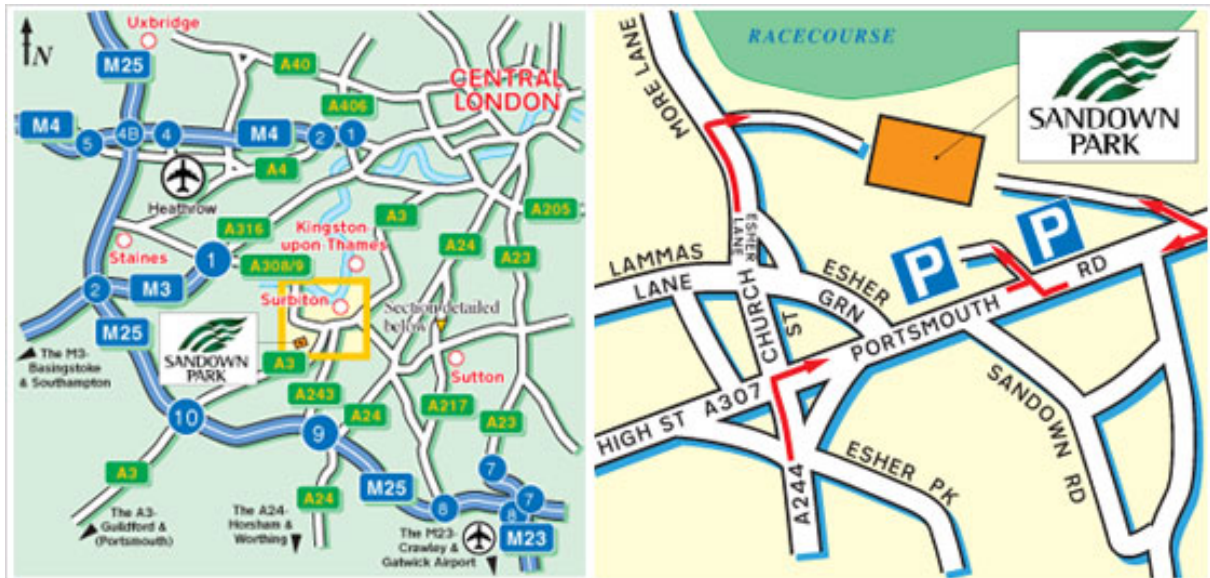 N
Uxbridge
M25
A40
CENTRAL
LONDON
A406
M4
5
4B
4
M4
2
1
A4
Heathrow
A3
A205
A316
Kingston
upon-Thames
A24
A23
Staines
1
A308/9
2
M3
Surbiton
Section detailed
below
M25
SANDOWN
PARK
The M3-
Basingstoke
& Southampton
A3
Sutton
A243
A217
10
A24
A23
9
A3
M25
7
7
A24
8
8
M23
The A3-
Guildford &
(Portsmouth)
The A24-
Horsham &
Worthing
The M23-
Crawley &
Gatwick Airport
RACECOURSE
SANDOWN
PARK
MORE LANE
ESHER
LANE
LAMMAS
LANE
ESHER
GRN
P
P
CHURCH
ST
PORTSMOUTH RD
HIGH ST A307
SANDOWN RD
A244
ESHER PK